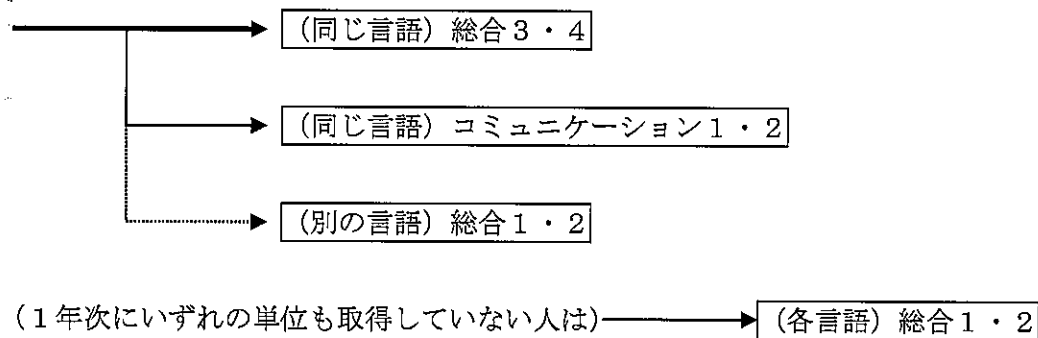 (同じ言語)総合3・4
(同じ言語)コミュニケーション1・2
(別の言語)総合1・2
(1年次にいずれの単位も取得していない人は)
(各言語)総合1・2